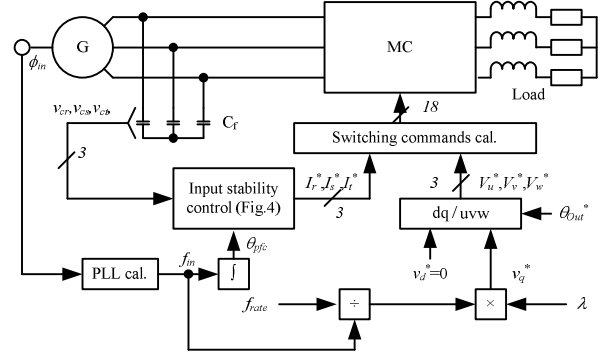 G
MC
ϕin
Load
vcr,vcs,vct,
Cf
18
Switching commands cal.
3
Input stability
control (Fig.4)
Ir*,Is*,It*
3
3
Vu*,Vv*,Vw*
dq / uvw
θOut*
θpfc
PLL cal.
fin
∫
vd*=0
vq*
frate
÷
×
λ